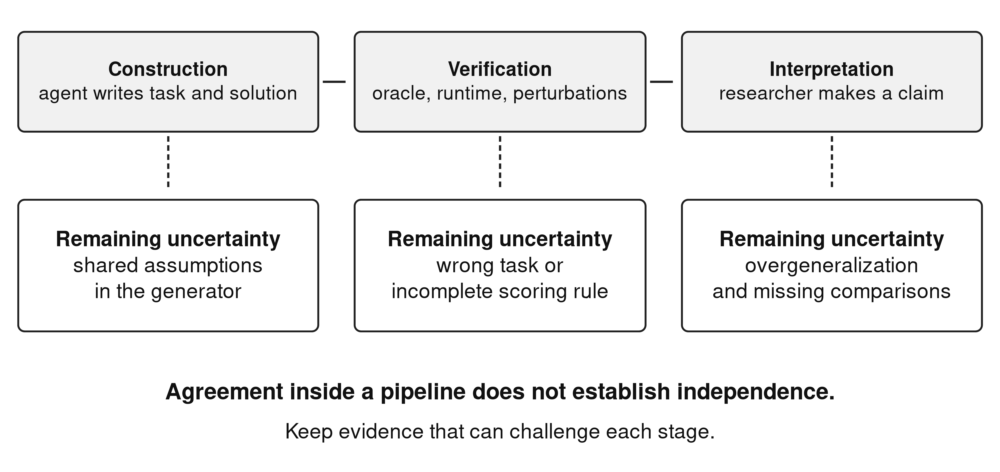 Construction
agent writes task and solution
Verification
oracle, runtime, perturbations
Interpretation
researcher makes a claim
Remaining uncertainty
shared assumptions
in the generator
Remaining uncertainty
wrong task or
incomplete scoring rule
Remaining uncertainty
overgeneralization
and missing comparisons
Agreement inside a pipeline does not establish independence.
Keep evidence that can challenge each stage.